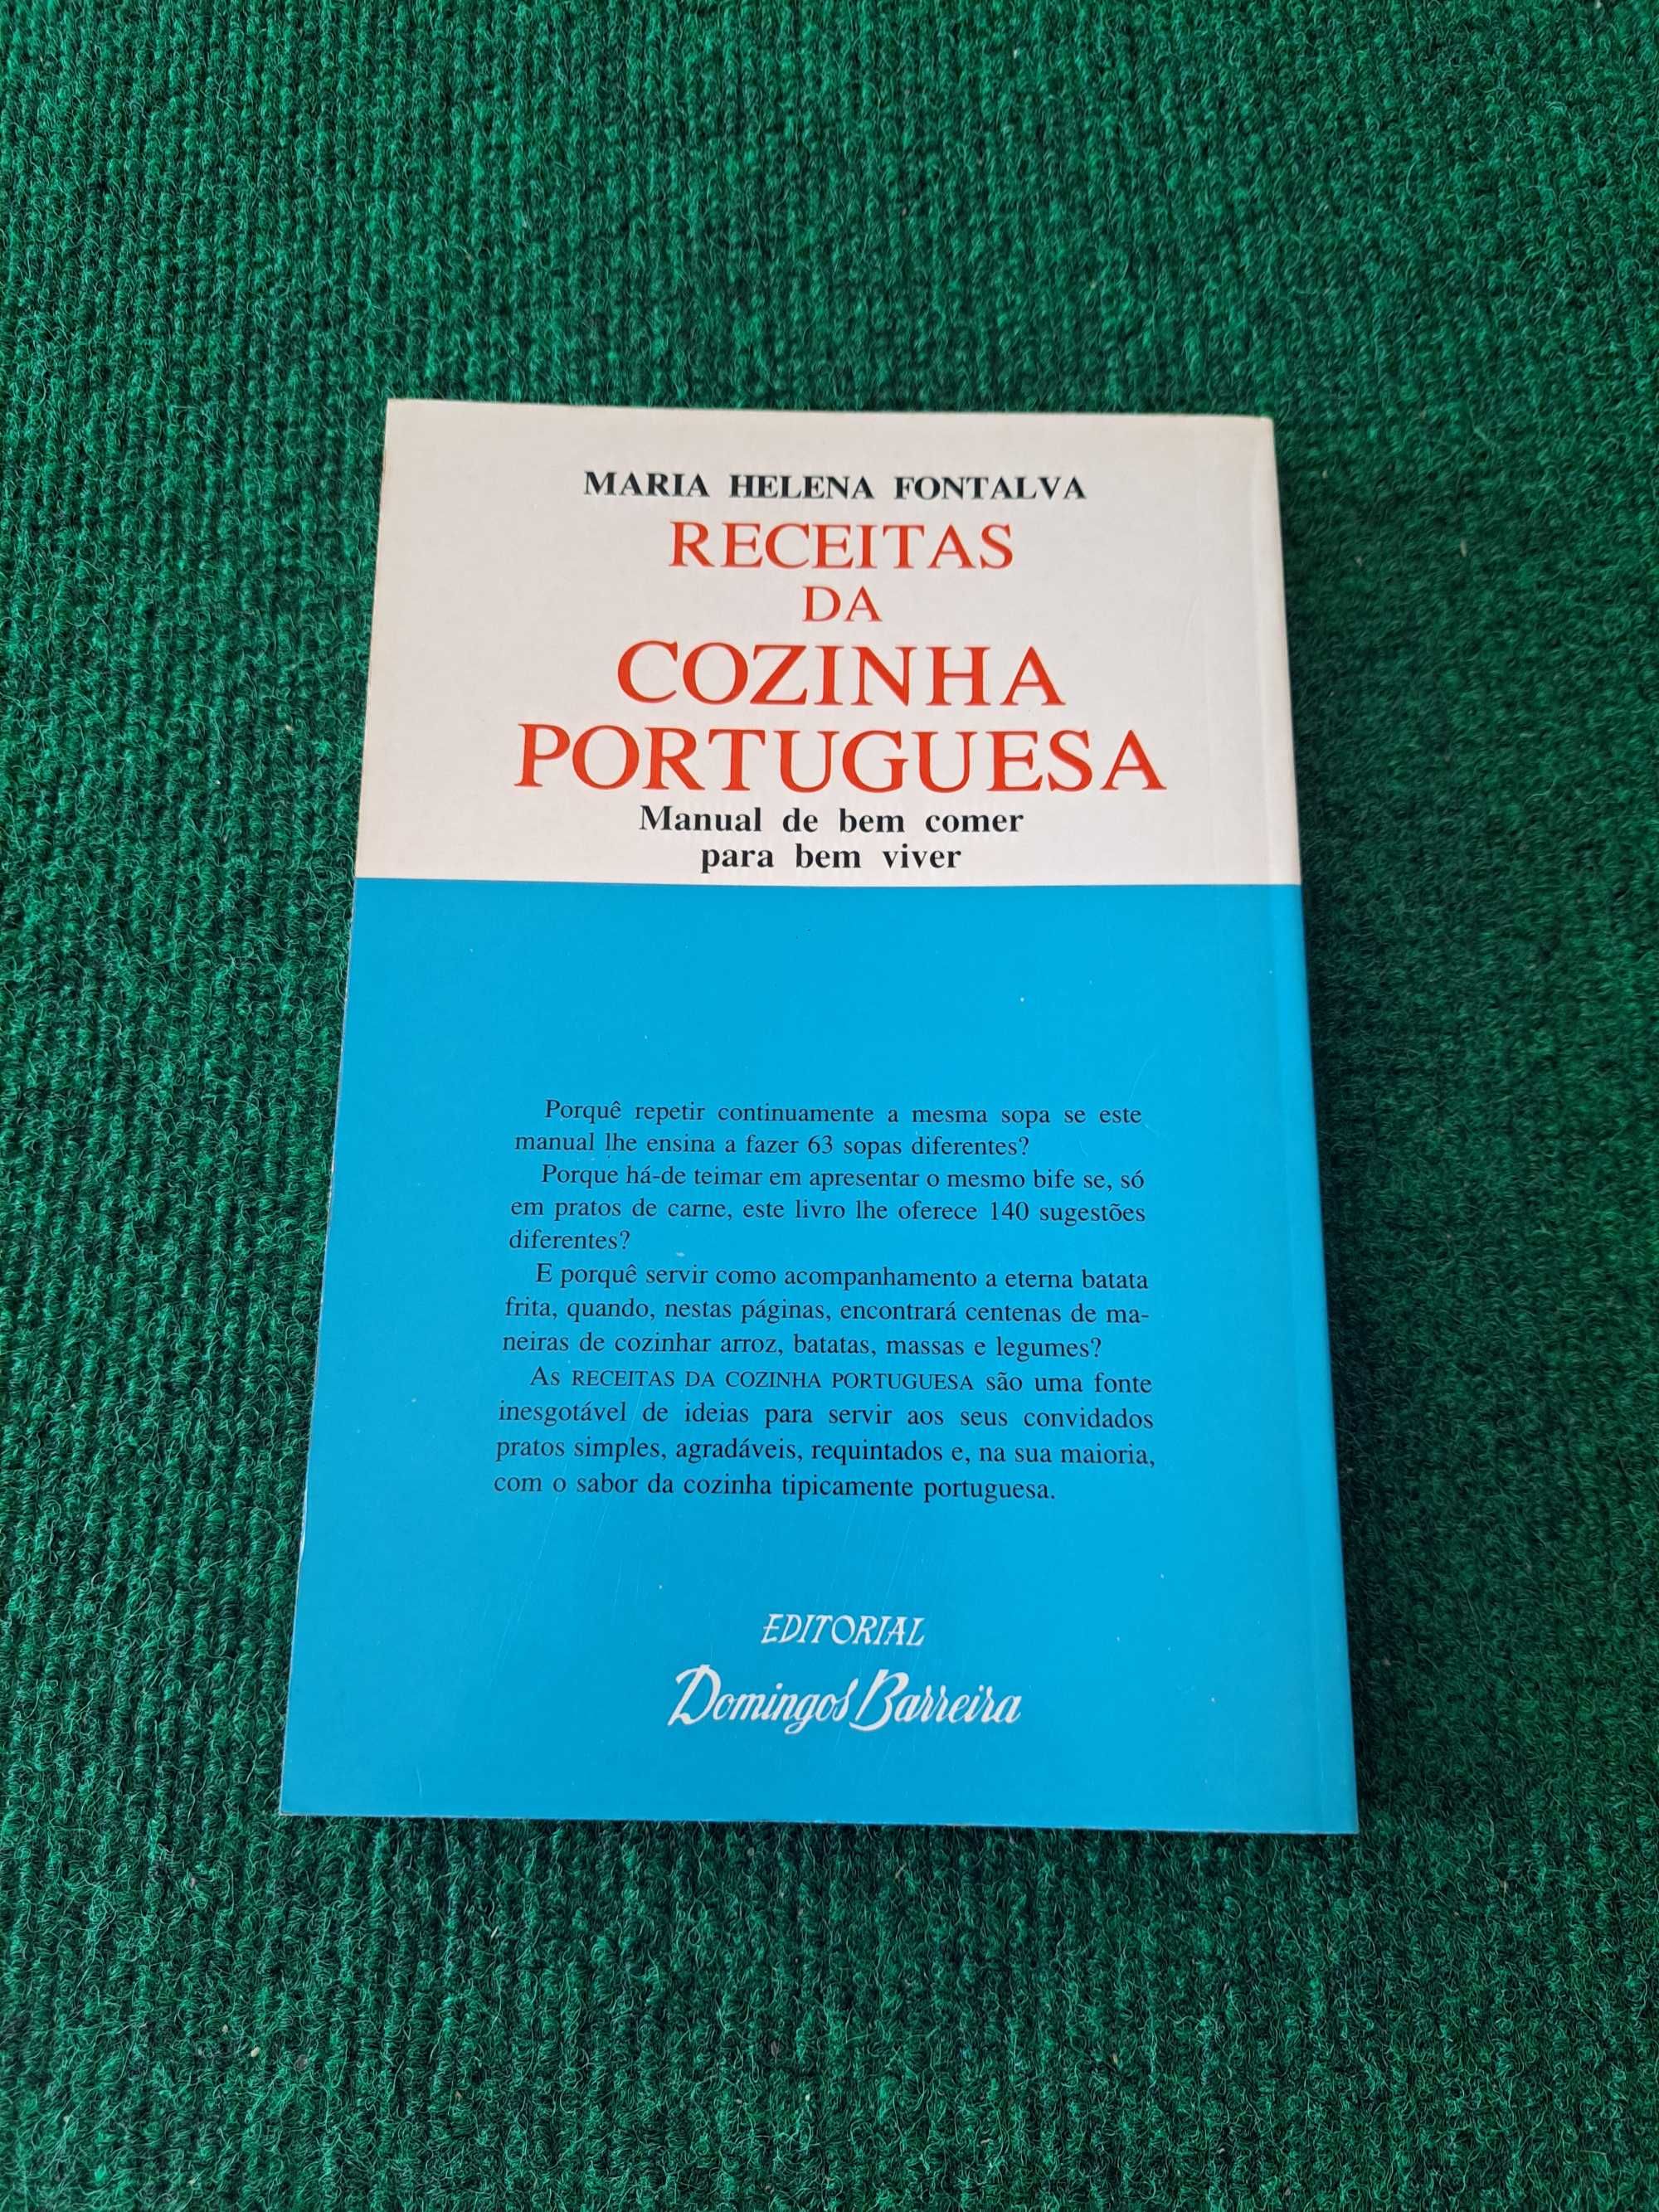 MARIA HELENA FONTALVA
RECEITAS
DA
COZINHA
PORTUGUESA
Manual de bem comer
para bem viver
Porquê repetir continuamente a mesma sopa se este
manual lhe ensina a fazer 63 sopas diferentes?
Porque há-de teimar em apresentar o mesmo bife se, só
em pratos de carne, este livro lhe oferece 140 sugestões
diferentes?
E porquê servir como acompanhamento a eterna batata
frita, quando, nestas páginas, encontrará centenas de ma-
neiras de cozinhar arroz, batatas, massas e legumes?
As RECEITAS DA COZINHA PORTUGUESA são uma fonte
inesgotável de ideias para servir aos seus convidados
pratos simples, agradáveis, requintados e, na sua maioria,
com o sabor da cozinha tipicamente portuguesa.
EDITORIAL
Domingos Barreira